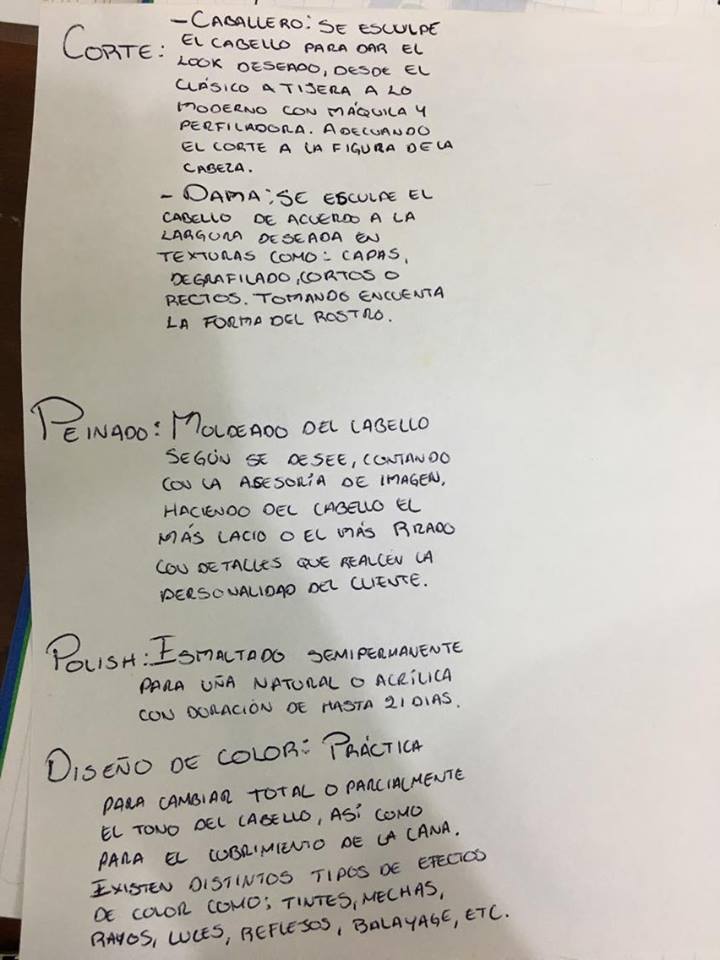 - CABALLERO: SE ESCULPE
CORTE: EL CABELLO PARA DAR EL
LOOK DESEADO, DESDE EL
CLÁSICO A TIJERA A LO
MODERNO CON MÁQUILA Y
PERFILADORA. ADECUANDO
EL CORTE A LA FIGURA DE LA
CABEZA.
- DAMA: SE ESCULPE EL
CABELLO DE ACUERDO A LA
LARGURA DESEADA EN
TEXTURAS COMO: CAPAS,
DEGRAFILADO, CORTOS O
RECTOS. TOMANDO ENCUENTA
LA FORMA DEL ROSTRO.
PEINADO: MOLDEADO DEL CABELLO
SEGÚN SE DESEE, CONTANDO
CON LA ASESORÍA DE IMAGEN,
HACIENDO DEL CABELLO EL
MÁS LACIO O EL MÁS RIZADO
CON DETALLES QUE REALCEN LA
PERSONALIDAD DEL CLIENTE.
POLISH: ESMALTADO SEMIPERMANENTE
PARA UÑA NATURAL O ACRÍLICA
CON DURACIÓN DE HASTA 21 DIAS.
DISEÑO DE COLOR: PRÁCTICA
PARA CAMBIAR TOTAL O PARCIALMENTE
EL TONO DEL CABELLO, ASÍ COMO
PARA EL CUBRIMIENTO DE LA CANA.
EXISTEN DISTINTOS TIPOS DE EFECTOS
DE COLOR COMO; TINTES, MECHAS,
RAYOS, LUCES, REFLEJOS, BALAYAGE, ETC.